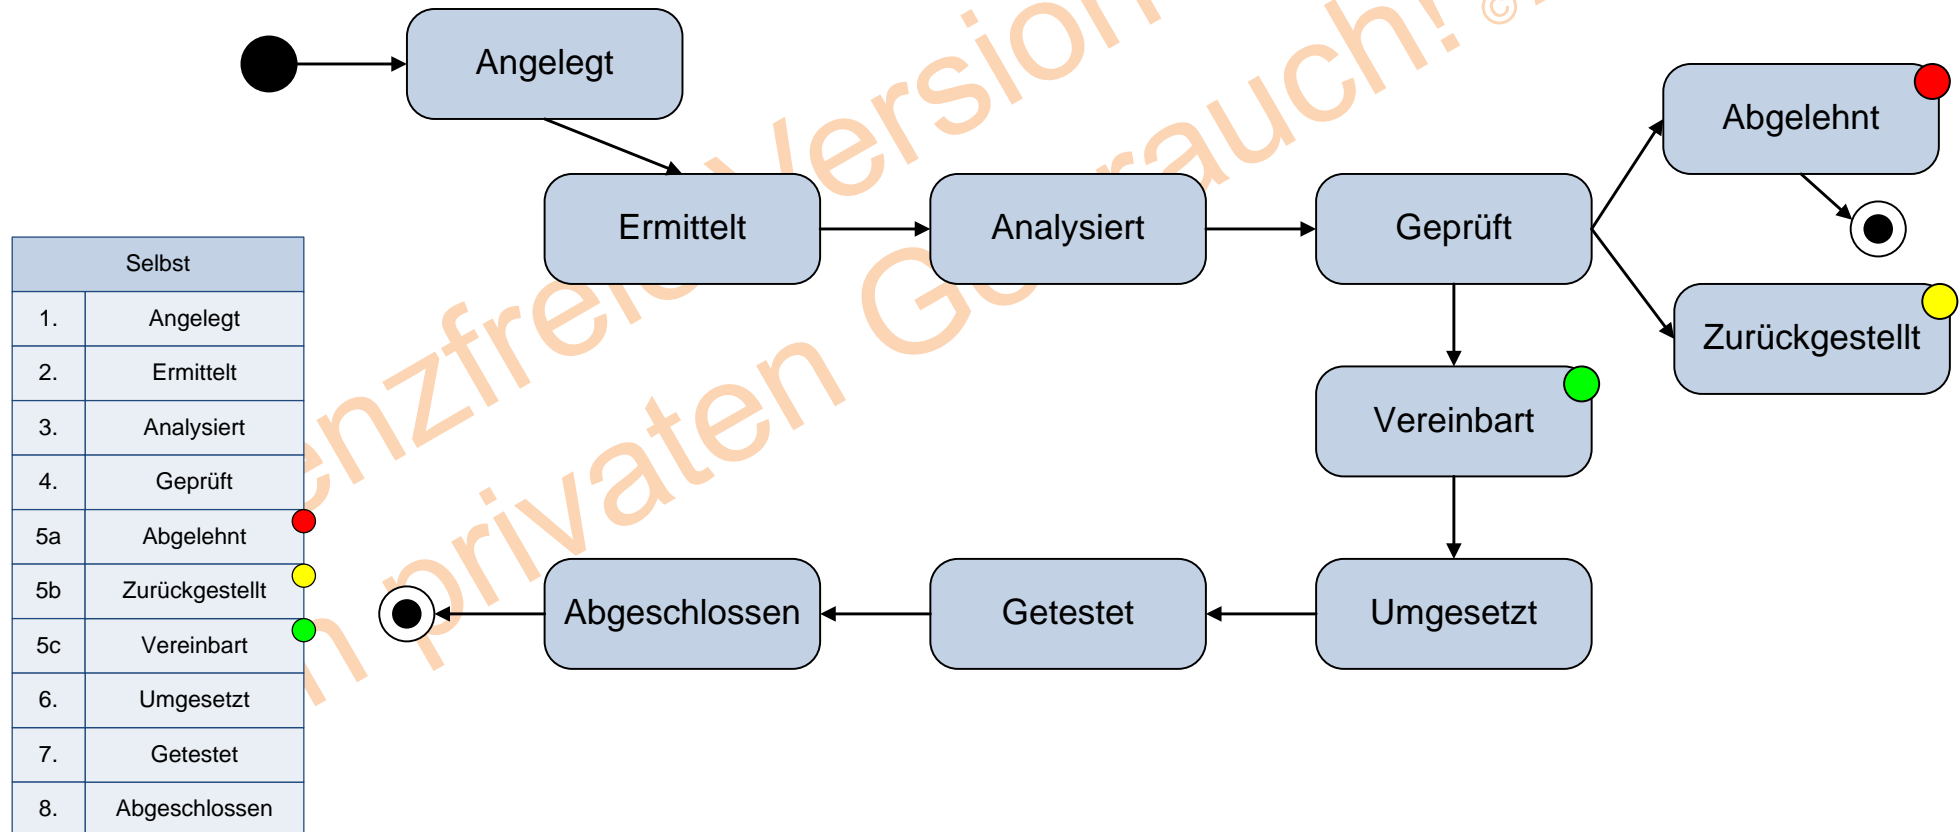 Angelegt
Ermittelt
Analysiert
Geprüft
Abgelehnt
Zurückgestellt
Vereinbart
Umgesetzt
Getestet
Abgeschlossen
Selbst
1. Angelegt
2. Ermittelt
3. Analysiert
4. Geprüft
5a Abgelehnt
5b Zurückgestellt
5c Vereinbart
6. Umgesetzt
7. Getestet
8. Abgeschlossen
privaten
©